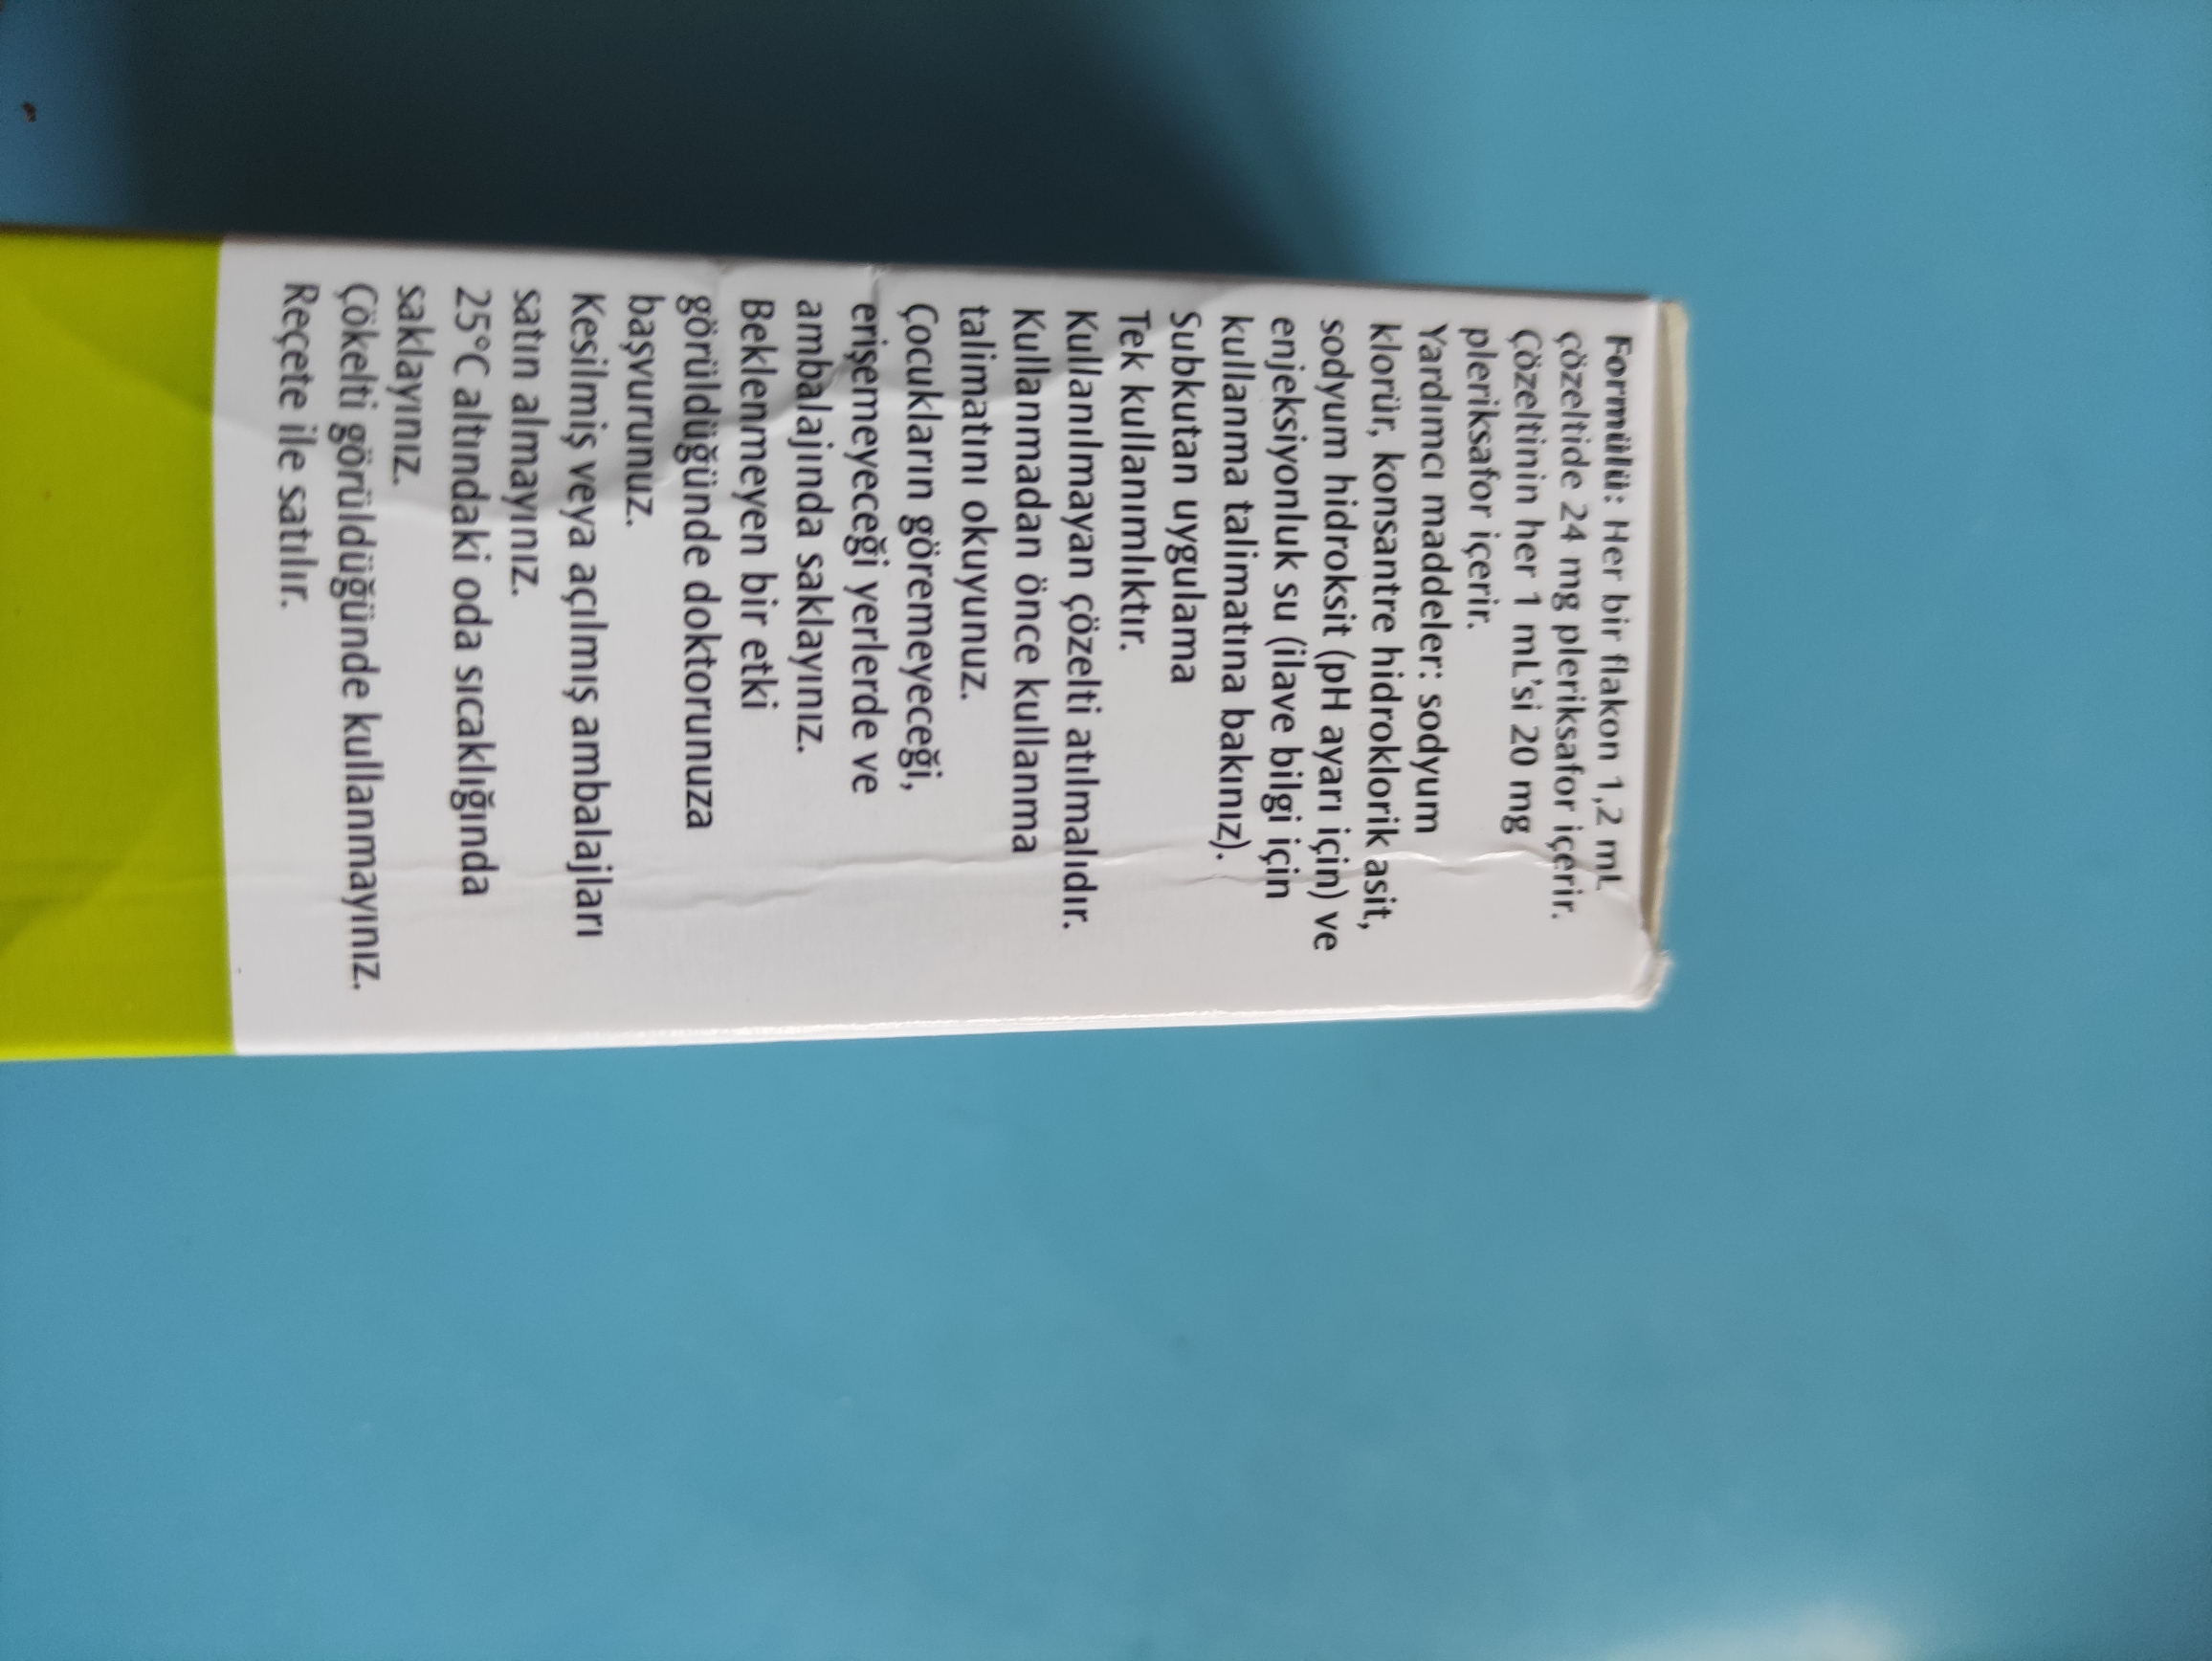 Formülü: Her bir flakon 1,2 mL
çözeltide 24 mg pleriksafor içerir.
Çözeltinin her 1 mL'si 20 mg
pleriksafor içerir.
Yardımcı maddeler: sodyum
klorür, konsantre hidroklorik asit,
sodyum hidroksit (pH ayarı için) ve
enjeksiyonluk su (ilave bilgi için
kullanma talimatına bakınız).
Subkutan uygulama
Tek kullanımlıktır.
Kullanılmayan çözelti atılmalıdır.
Kullanmadan önce kullanma
talimatını okuyunuz.
Çocukların göremeyeceği,
erişemeyeceği yerlerde ve
ambalajında saklayınız.
Beklenmeyen bir etki
görüldüğünde doktorunuza
başvurunuz.
Kesilmiş veya açılmış ambalajları
satın almayınız.
25°C altındaki oda sıcaklığında
saklayınız.
Çökelti görüldüğünde kullanmayınız.
Reçete ile satılır.